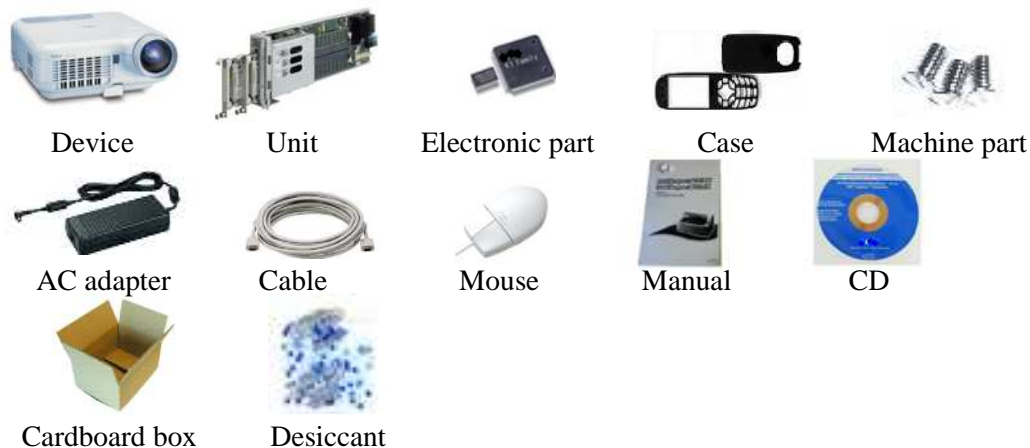 Device Unit Electronic part Case Machine part
AC adapter Cable Mouse Manual CD
Cardboard box Desiccant